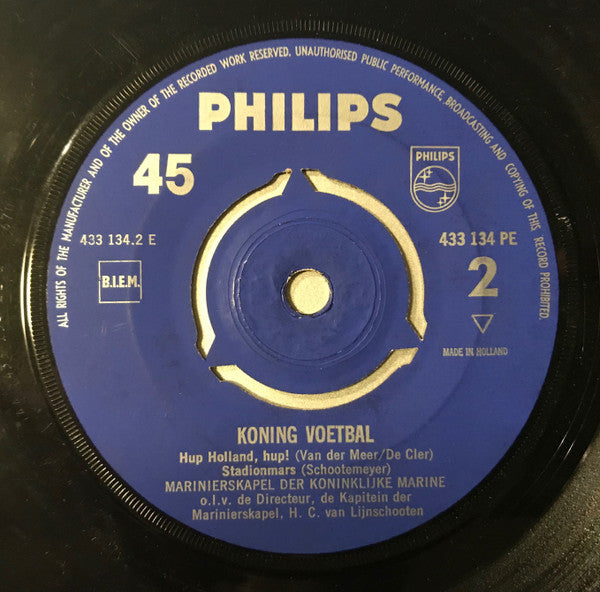 ALL RIGHTS OF THE MANUFACTURER AND OF THE OWNER OF THE RECORDED WORK RESERVED. UNAUTHORISED PUBLIC PERFORMANCE, BROADCASTING AND COPYING OF THIS RECORD PROHIBITED.
PHILIPS
45
PHILIPS
433 134.2 E
433 134 PE
B.I.E.M.
2
MADE IN HOLLAND
KONING VOETBAL
Hup Holland, hup! (Van der Meer/De Cler)
Stadionmars (Schootemeyer)
MARINIERSKAPEL DER KONINKLIJKE MARINE
o.l.v. de Directeur, de Kapitein der
Marinierskapel, H. C. van Lijnschooten